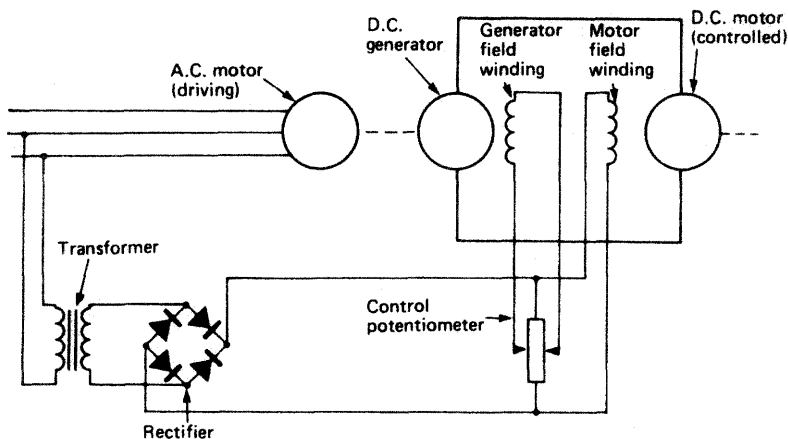 D.C.
generator
Generator
field
winding
Motor
field
winding
D.C. motor
(controlled)
A.C. motor
(driving)
Transformer
Control
potentiometer
Rectifier